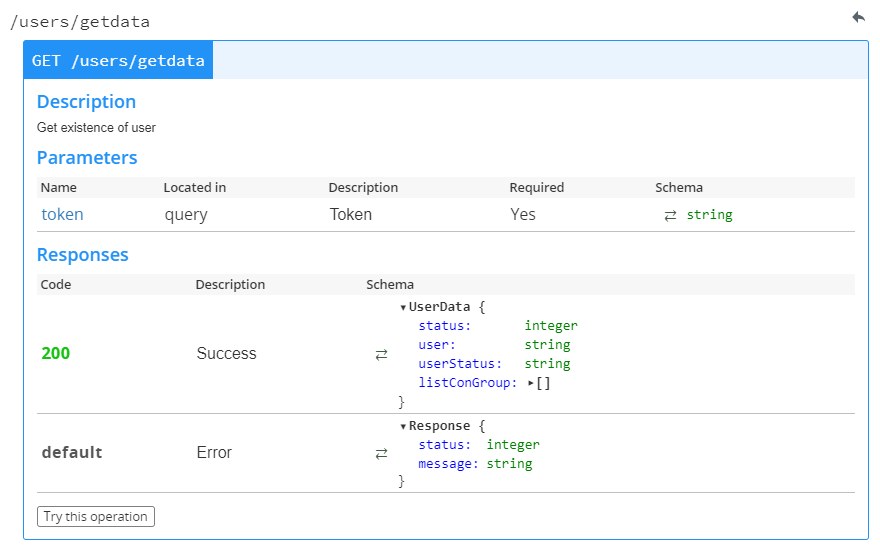 /users/getdata
GET /users/getdata
Description
Get existence of user
Parameters
Name Located in Description Required Schema
token query Token Yes ⇄ string
Responses
Code Description Schema
200 Success ⇄ ▾UserData {
status: integer
user: string
userStatus: string
listConGroup: ▸[]
}
default Error ⇄ ▾Response {
status: integer
message: string
}
Try this operation